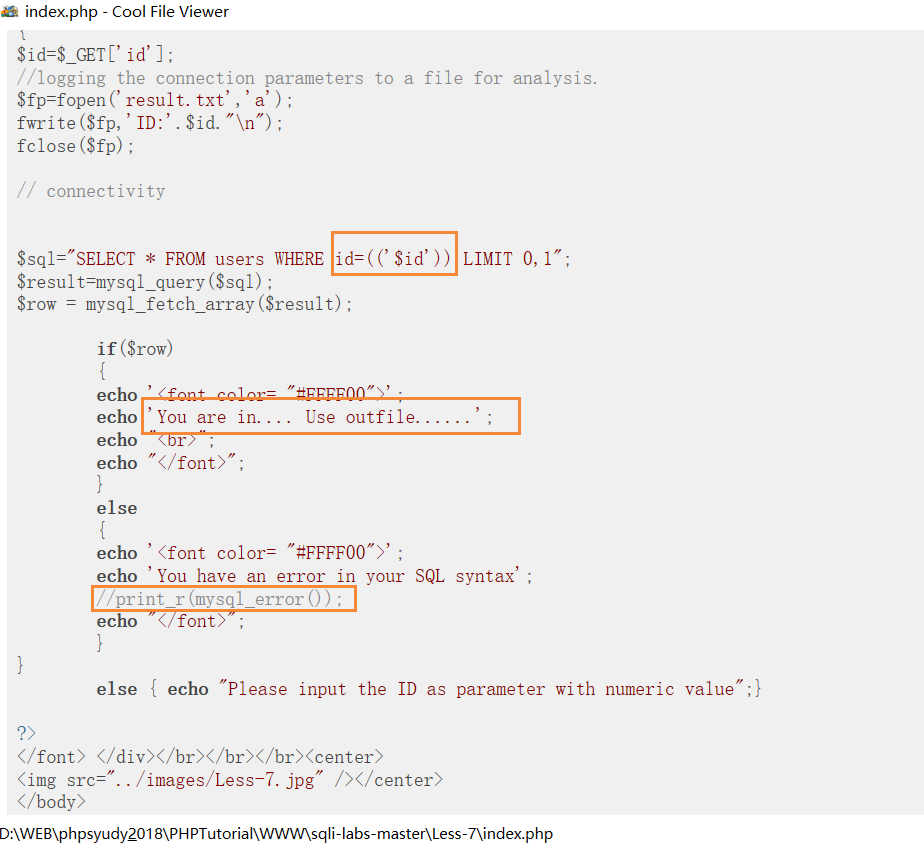 index.php - Cool File Viewer
{
$id=$_GET['id'];
//logging the connection parameters to a file for analysis.
$fp=fopen('result.txt','a');
fwrite($fp,'ID:'.$id."\n");
fclose($fp);
// connectivity
$sql="SELECT * FROM users WHERE id=(('$id')) LIMIT 0,1";
$result=mysql_query($sql);
$row = mysql_fetch_array($result);
if($row)
{
echo '<font color= "#FFFF00">';
echo 'You are in.... Use outfile......';
echo "<br>";
echo "</font>";
}
else
{
echo '<font color= "#FFFF00">';
echo 'You have an error in your SQL syntax';
//print_r(mysql_error());
echo "</font>";
}
}
else { echo "Please input the ID as parameter with numeric value";}
?>
</font> </div></br></br></br><center>
<img src="../images/Less-7.jpg" /></center>
</body>
D:\WEB\phpsyudy2018\PHPTutorial\WWW\sqli-labs-master\Less-7\index.php